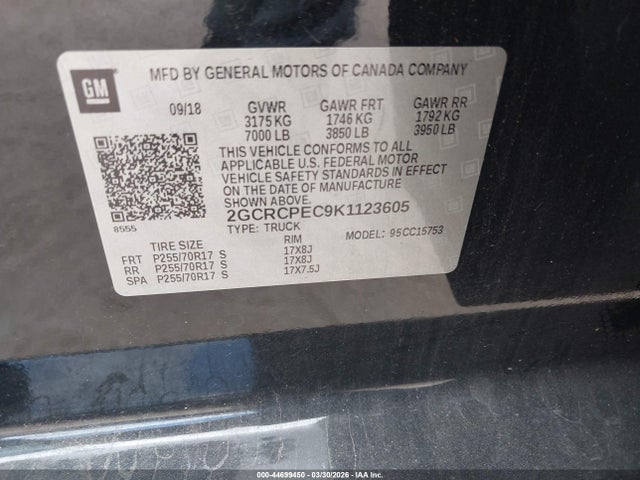 GM
MFD BY GENERAL MOTORS OF CANADA COMPANY
09/18 GVWR GAWR FRT GAWR RR
3175 KG 1746 KG 1792 KG
7000 LB 3850 LB 3950 LB
THIS VEHICLE CONFORMS TO ALL
APPLICABLE U.S. FEDERAL MOTOR
VEHICLE SAFETY STANDARDS IN EFFECT
ON THE DATE OF MANUFACTURE
SHOWN ABOVE.
2GCRCPEC9K1123605
8555
TYPE: TRUCK MODEL: 95CC15753
TIRE SIZE RIM
FRT P255/70R17 S 17X8J
RR P255/70R17 S 17X8J
SPA P255/70R17 S 17X7.5J
000-44699450 | 03/30/2026 | IAA Inc.